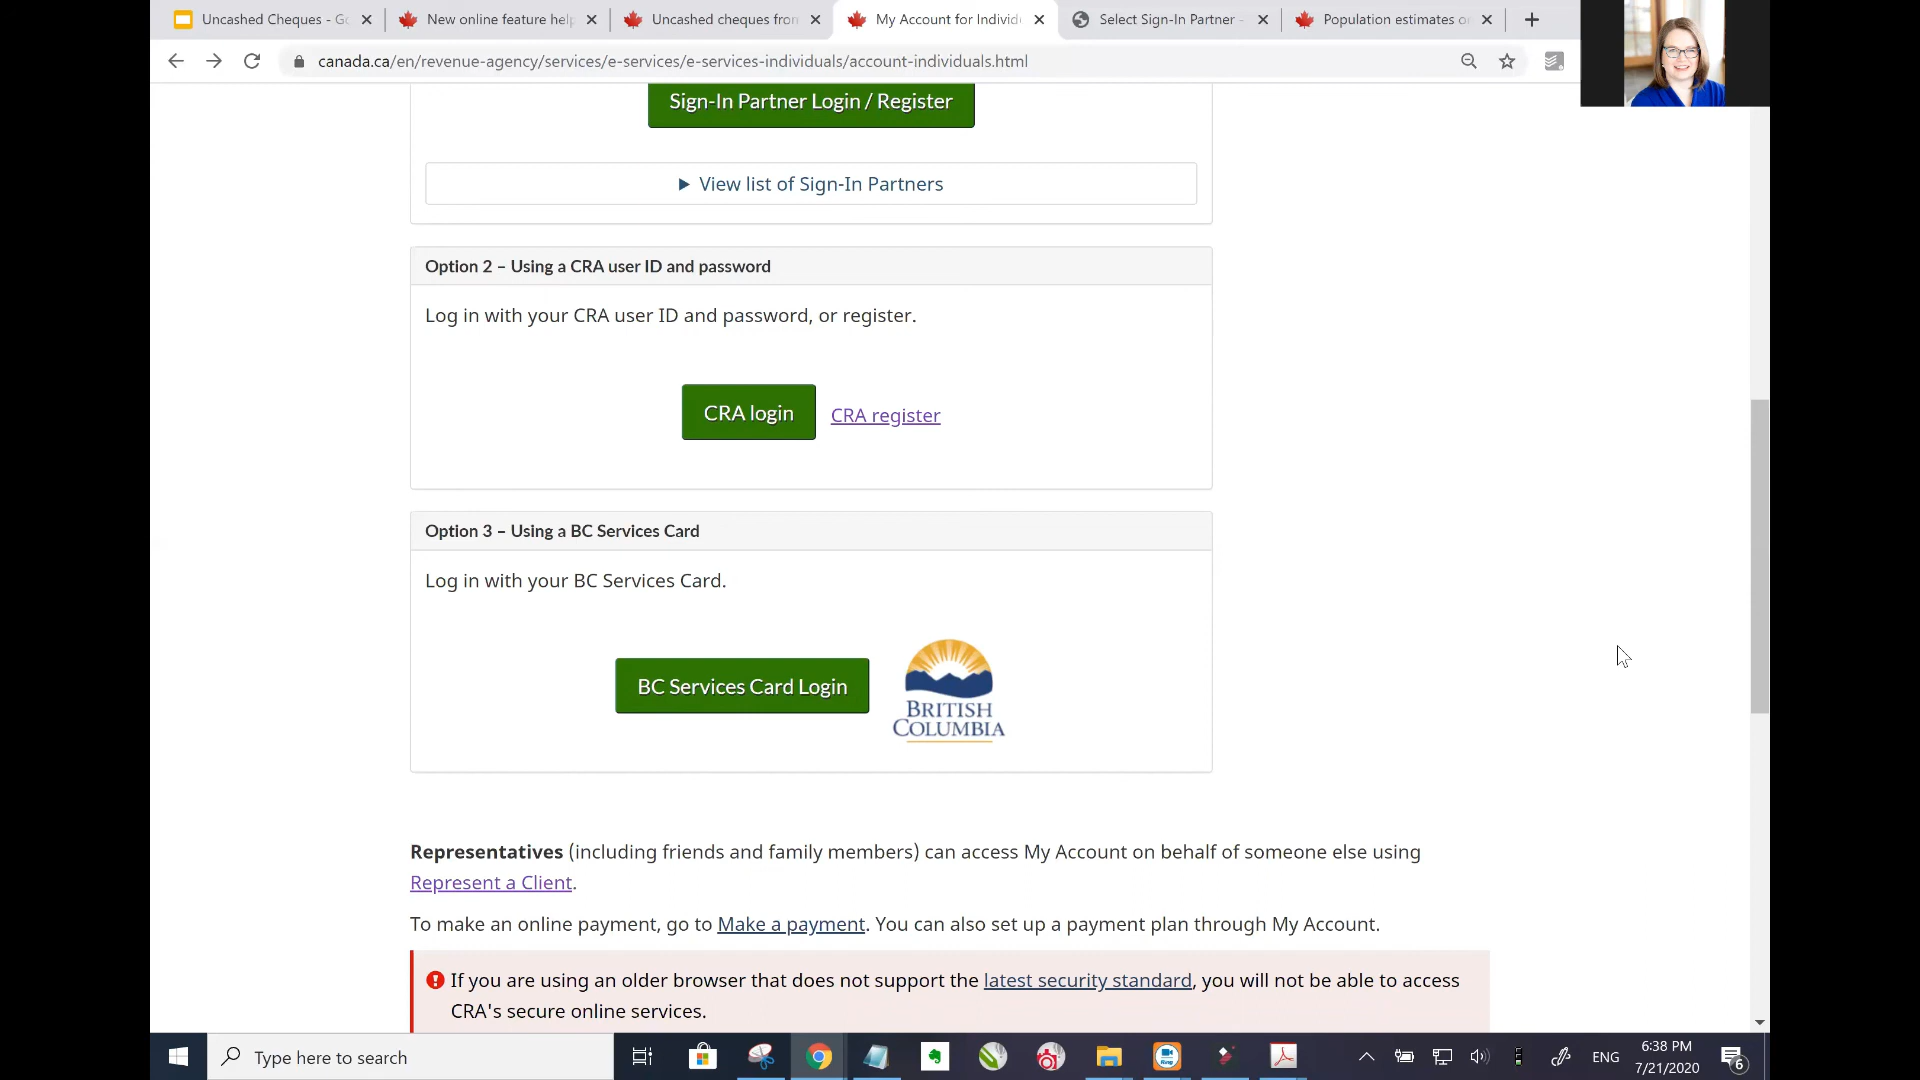 Uncashed Cheques - Go
New online feature help
Uncashed cheques from
My Account for Individu
Select Sign-In Partner -
Population estimates o
canada.ca/en/revenue-agency/services/e-services/e-services-individuals/account-individuals.html
Sign-In Partner Login / Register
View list of Sign-In Partners
Option 2 – Using a CRA user ID and password
Log in with your CRA user ID and password, or register.
CRA login CRA register
Option 3 – Using a BC Services Card
Log in with your BC Services Card.
BC Services Card Login
BRITISH
COLUMBIA
Representatives (including friends and family members) can access My Account on behalf of someone else using
Represent a Client.
To make an online payment, go to Make a payment. You can also set up a payment plan through My Account.
If you are using an older browser that does not support the latest security standard, you will not be able to access
CRA's secure online services.
Type here to search
ENG
6:38 PM
7/21/2020
6